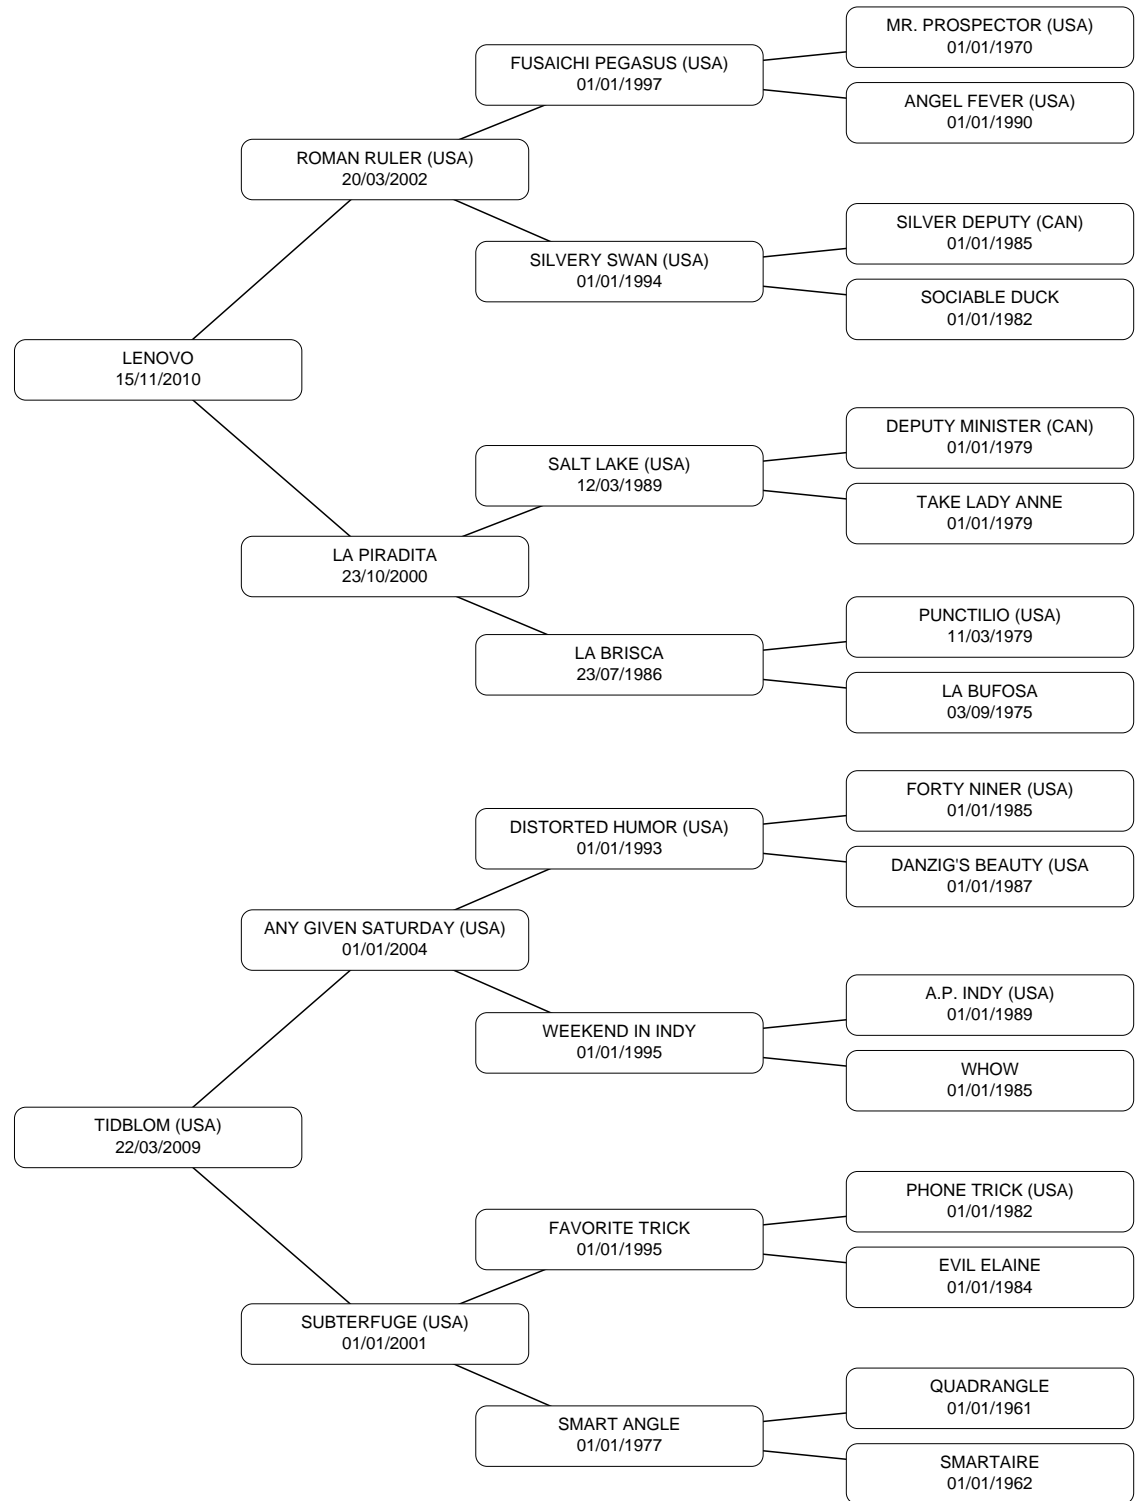 MR. PROSPECTOR (USA)
01/01/1970
FUSAICHI PEGASUS (USA)
01/01/1997
ANGEL FEVER (USA)
01/01/1990
ROMAN RULER (USA)
20/03/2002
SILVER DEPUTY (CAN)
01/01/1985
SILVERY SWAN (USA)
01/01/1994
SOCIABLE DUCK
01/01/1982
LENOVO
15/11/2010
DEPUTY MINISTER (CAN)
01/01/1979
SALT LAKE (USA)
12/03/1989
TAKE LADY ANNE
01/01/1979
LA PIRADITA
23/10/2000
PUNCTILIO (USA)
11/03/1979
LA BRISCA
23/07/1986
LA BUFOSA
03/09/1975
FORTY NINER (USA)
01/01/1985
DISTORTED HUMOR (USA)
01/01/1993
DANZIG'S BEAUTY (USA
01/01/1987
ANY GIVEN SATURDAY (USA)
01/01/2004
A.P. INDY (USA)
01/01/1989
WEEKEND IN INDY
01/01/1995
WHOW
01/01/1985
TIDBLOM (USA)
22/03/2009
PHONE TRICK (USA)
01/01/1982
FAVORITE TRICK
01/01/1995
EVIL ELAINE
01/01/1984
SUBTERFUGE (USA)
01/01/2001
QUADRANGLE
01/01/1961
SMART ANGLE
01/01/1977
SMARTAIRE
01/01/1962